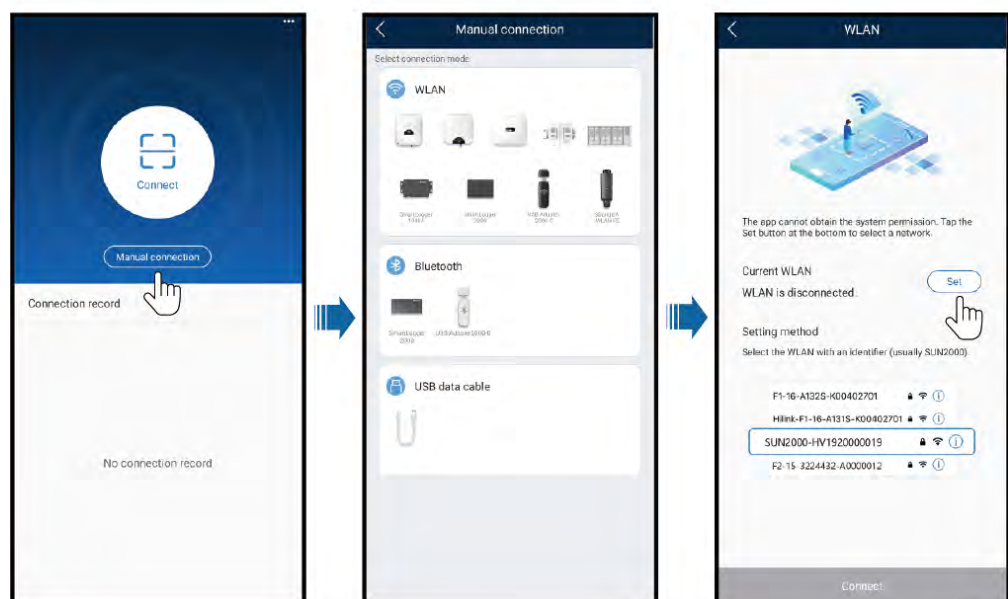 Connect
Manual connection
Connection record
No connection record
Manual connection
Select connection mode
WLAN
SmartLogger
SmartLogger
Bluetooth
SmartLogger
USB data cable
WLAN
The app cannot obtain the system permission. Tap the
Set button at the bottom to select a network.
Current WLAN
WLAN is disconnected.
Set
Setting method
Select the WLAN with an identifier (usually SUN2000)
F1-16-A132S-K00402701
Hilink-F1-16-A131S-K00402701
SUN2000-HV1920000019
F2-15-3224432-A0000012
Connect